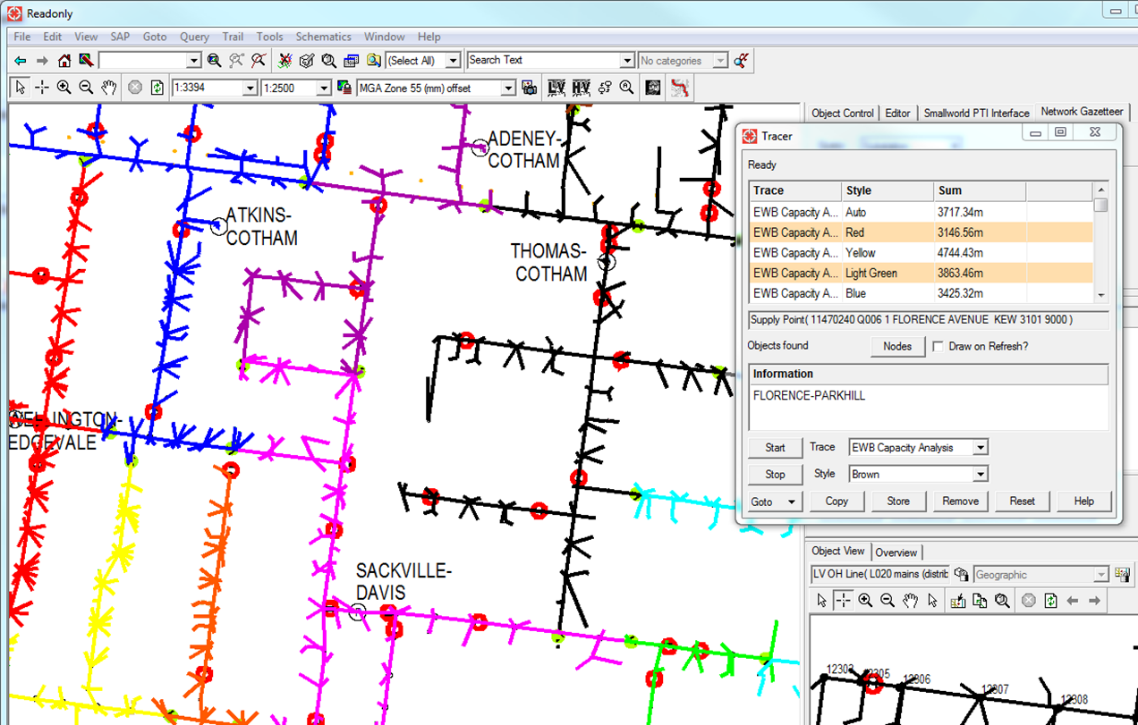 Readonly
File Edit View SAP Goto Query Trail Tools Schematics Window Help
(Select All) Search Text No categories
1:3394 1:2500 MGA Zone 55 (mm) offset LV HV
Object Control Editor Smallworld PTI Interface Network Gazetteer
Tracer
Ready
Trace Style Sum
EWB Capacity A... Auto 3717.34m
EWB Capacity A... Red 3146.56m
EWB Capacity A... Yellow 4744.43m
EWB Capacity A... Light Green 3863.46m
EWB Capacity A... Blue 3425.32m
Supply Point( 11470240 Q006 1 FLORENCE AVENUE KEW 3101 9000 )
Objects found Nodes Draw on Refresh?
Information
FLORENCE-PARKHILL
Start Trace EWB Capacity Analysis
Stop Style Brown
Goto Copy Store Remove Reset Help
ADENEY-
COTHAM
ATKINS-
COTHAM
THOMAS-
COTHAM
EDGEVALE
SACKVILLE-
DAVIS
Object View Overview
LV OH Line( L020 mains (distrib Geographic
12303
12306
12307
12308